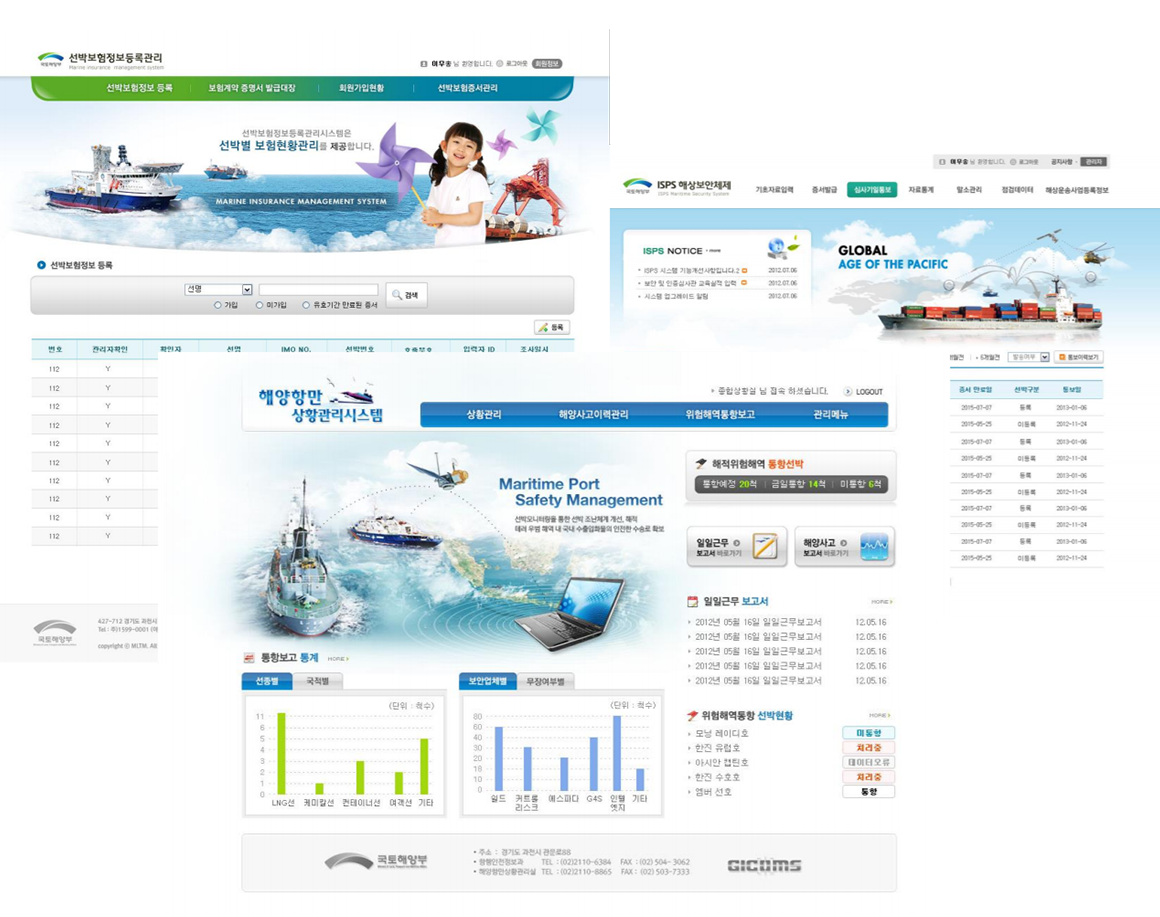 선박보험정보등록관리
Marine insurance management system
여우송 님 환영합니다. 로그아웃 회원정보
선박보험정보 등록 보험계약 증명서 발급대장 회원가입현황 선박보험증서관리
선박보험정보등록관리시스템은
선박별 보험현황관리를 제공합니다.
MARINE INSURANCE MANAGEMENT SYSTEM
선박보험정보 등록
선명 검색
가입 미가입 유효기간 만료된 증서
등록
번호 관리자확인 확인자 선명 IMO NO. 선박번호 입력자 ID 조사일시
112 Y
112 Y
112 Y
112 Y
112 Y
112 Y
112 Y
112 Y
112 Y
112 Y
국토해양부
427-712 경기도 과천시
Tel : 주)1599-0001
copyright ⓒ MLTM. All
여우송 님 환영합니다. 로그아웃 공지사항 관리자
국토해양부
ISPS 해상보안체제
ISPS Maritime Security System
기초자료입력 증서발급 심사기일통보 자료통계 말소관리 점검데이터 해상운송사업등록정보
ISPS NOTICE more
ISPS 시스템 기능개선사항입니다.2 2012.07.06
보안 및 인증심사관 교육실적 입력 2012.07.06
시스템 업그레이드 알림 2012.07.06
GLOBAL
AGE OF THE PACIFIC
6개월전 발송여부 통보이력보기
증서 만료일 선박구분 통보일
2015-07-07 등록 2013-01-06
2015-05-25 미등록 2012-11-24
2015-07-07 등록 2013-01-06
2015-05-25 미등록 2012-11-24
2015-07-07 등록 2013-01-06
2015-05-25 미등록 2012-11-24
2015-07-07 등록 2013-01-06
2015-05-25 미등록 2012-11-24
2015-07-07 등록 2013-01-06
2015-05-25 미등록 2012-11-24
해양항만
상황관리시스템
종합상황실 님 접속 하셨습니다. LOGOUT
상황관리 해양사고이력관리 위험해역통항보고 관리메뉴
Maritime Port
Safety Management
선박모니터링을 통한 선박 조난체계 개선, 해적
테러 우범 해역 내 국내 수출입화물의 안전한 수송로 확보
해적위험해역 통항선박
통항예정 20척 금일통항 14척 미통항 6척
일일근무
보고서 바로가기
해양사고
보고서 바로가기
일일근무 보고서 MORE
2012년 05월 16일 일일근무보고서 12.05.16
2012년 05월 16일 일일근무보고서 12.05.16
2012년 05월 16일 일일근무보고서 12.05.16
2012년 05월 16일 일일근무보고서 12.05.16
2012년 05월 16일 일일근무보고서 12.05.16
통항보고 통계 MORE
선종별 국적별
(단위 : 척수)
11
6
5
4
3
2
1
0
LNG선 케미칼선 컨테이너선 여객선 기타
보안업체별 무장여부별
(단위 : 척수)
80
60
40
30
20
18
10
0
월드 커트롤 에스파다 G4S 인텔 기타
리스크 엣지
위험해역통항 선박현황 MORE
모닝 레이디호 미통항
한진 유럽호 처리중
아시안 캡틴호 데이터오류
한진 수호호 처리중
엠버 선호 통항
국토해양부
주소 : 경기도 과천시 관문로88
항행안전정보과 TEL : (02)2110-6384 FAX : (02) 504- 3062
해양항만상황관리실 TEL : (02)2110-8865 FAX : (02) 503-7333
GICOMS